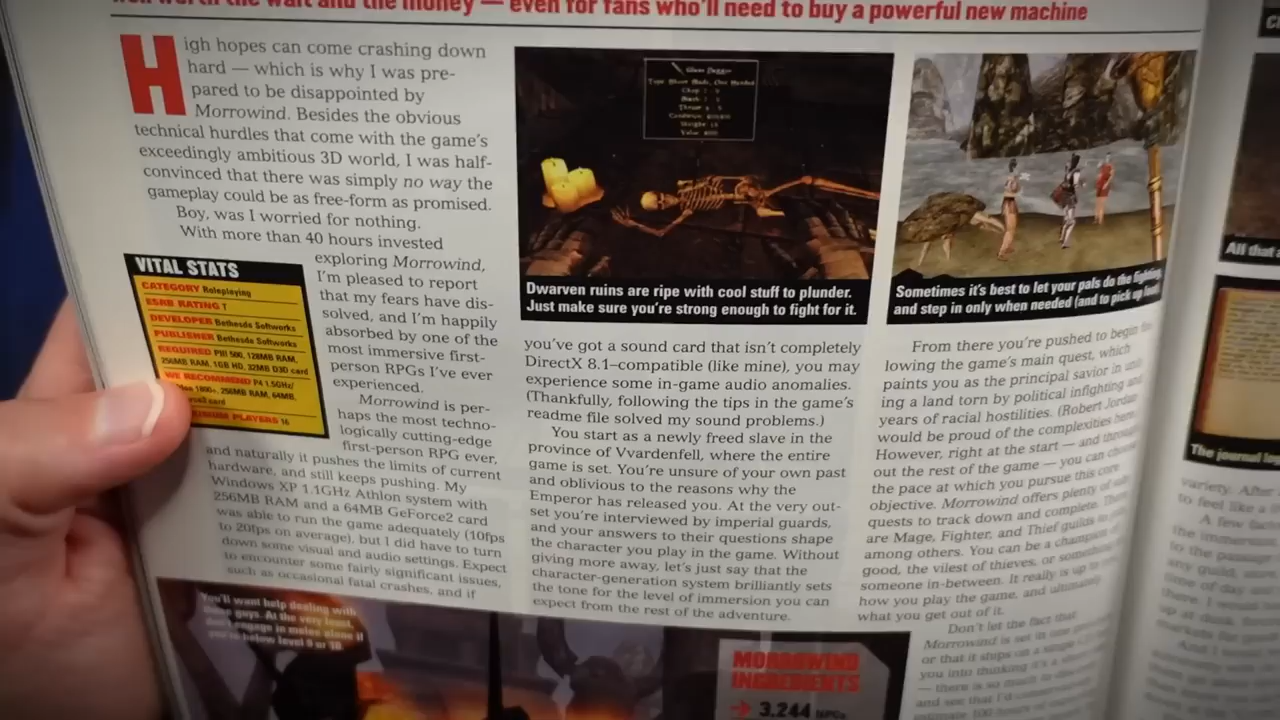 well worth the wait and the money — even for fans who'll need to buy a powerful new machine
High hopes can come crashing down
hard — which is why I was pre-
pared to be disappointed by
Morrowind. Besides the obvious
technical hurdles that come with the game's
exceedingly ambitious 3D world, I was half-
convinced that there was simply no way the
gameplay could be as free-form as promised.
Boy, was I worried for nothing.
With more than 40 hours invested
exploring Morrowind,
I'm pleased to report
that my fears have dis-
solved, and I'm happily
absorbed by one of the
most immersive first-
person RPGs I've ever
experienced.
Morrowind is per-
haps the most techno-
logically cutting-edge
first-person RPG ever,
and naturally it pushes the limits of current
hardware, and still keeps pushing. My
Windows XP 1.1GHz Athlon system with
256MB RAM and a 64MB GeForce2 card
was able to run the game adequately (10fps
to 20fps on average), but I did have to turn
down some visual and audio settings. Expect
to encounter some fairly significant issues,
such as occasional fatal crashes, and if
VITAL STATS
CATEGORY Roleplaying
ESRB RATING T
DEVELOPER Bethesda Softworks
PUBLISHER Bethesda Softworks
REQUIRED PIII 500, 128MB RAM,
256MB RAM, 1GB HD, 32MB D3D card
WE RECOMMEND P4 1.5GHz/
1800+, 256MB RAM, 64MB
card
PLAYERS 16
You'll want help dealing with
these guys. At the very least,
don't engage in melee alone if
you're below level 9 or 10.
Glass Dagger
Type: Short Blade, One Handed
Dwarven ruins are ripe with cool stuff to plunder.
Just make sure you're strong enough to fight for it.
you've got a sound card that isn't completely
DirectX 8.1–compatible (like mine), you may
experience some in-game audio anomalies.
(Thankfully, following the tips in the game's
readme file solved my sound problems.)
You start as a newly freed slave in the
province of Vvardenfell, where the entire
game is set. You're unsure of your own past
and oblivious to the reasons why the
Emperor has released you. At the very out-
set you're interviewed by imperial guards,
and your answers to their questions shape
the character you play in the game. Without
giving more away, let's just say that the
character-generation system brilliantly sets
the tone for the level of immersion you can
expect from the rest of the adventure.
MORROWIND
INGREDIENTS
3,244 NPCs
Sometimes it's best to let your pals do the fighting,
and step in only when needed (and to pick up loot)
From there you're pushed to begin
lowing the game's main quest, which
paints you as the principal savior in
ing a land torn by political infighting and
years of racial hostilities. (Robert Jordan
would be proud of the complexities here.
However, right at the start — and through
out the rest of the game — you can
the pace at which you pursue this core
objective. Morrowind offers plenty of
quests to track down and complete. There
are Mage, Fighter, and Thief guilds to
among others. You can be a champion of
good, the vilest of thieves, or something
someone in-between. It really is up to
how you play the game, and ultimately
what you get out of it.
Don't let the fact that
Morrowind is set in one
or that it ships on a single
you into thinking it's a
— there is so much to
and see that I'd
All that
The journal
variety. After
to feel like a
A few
the
to the
any guild,
time of day and